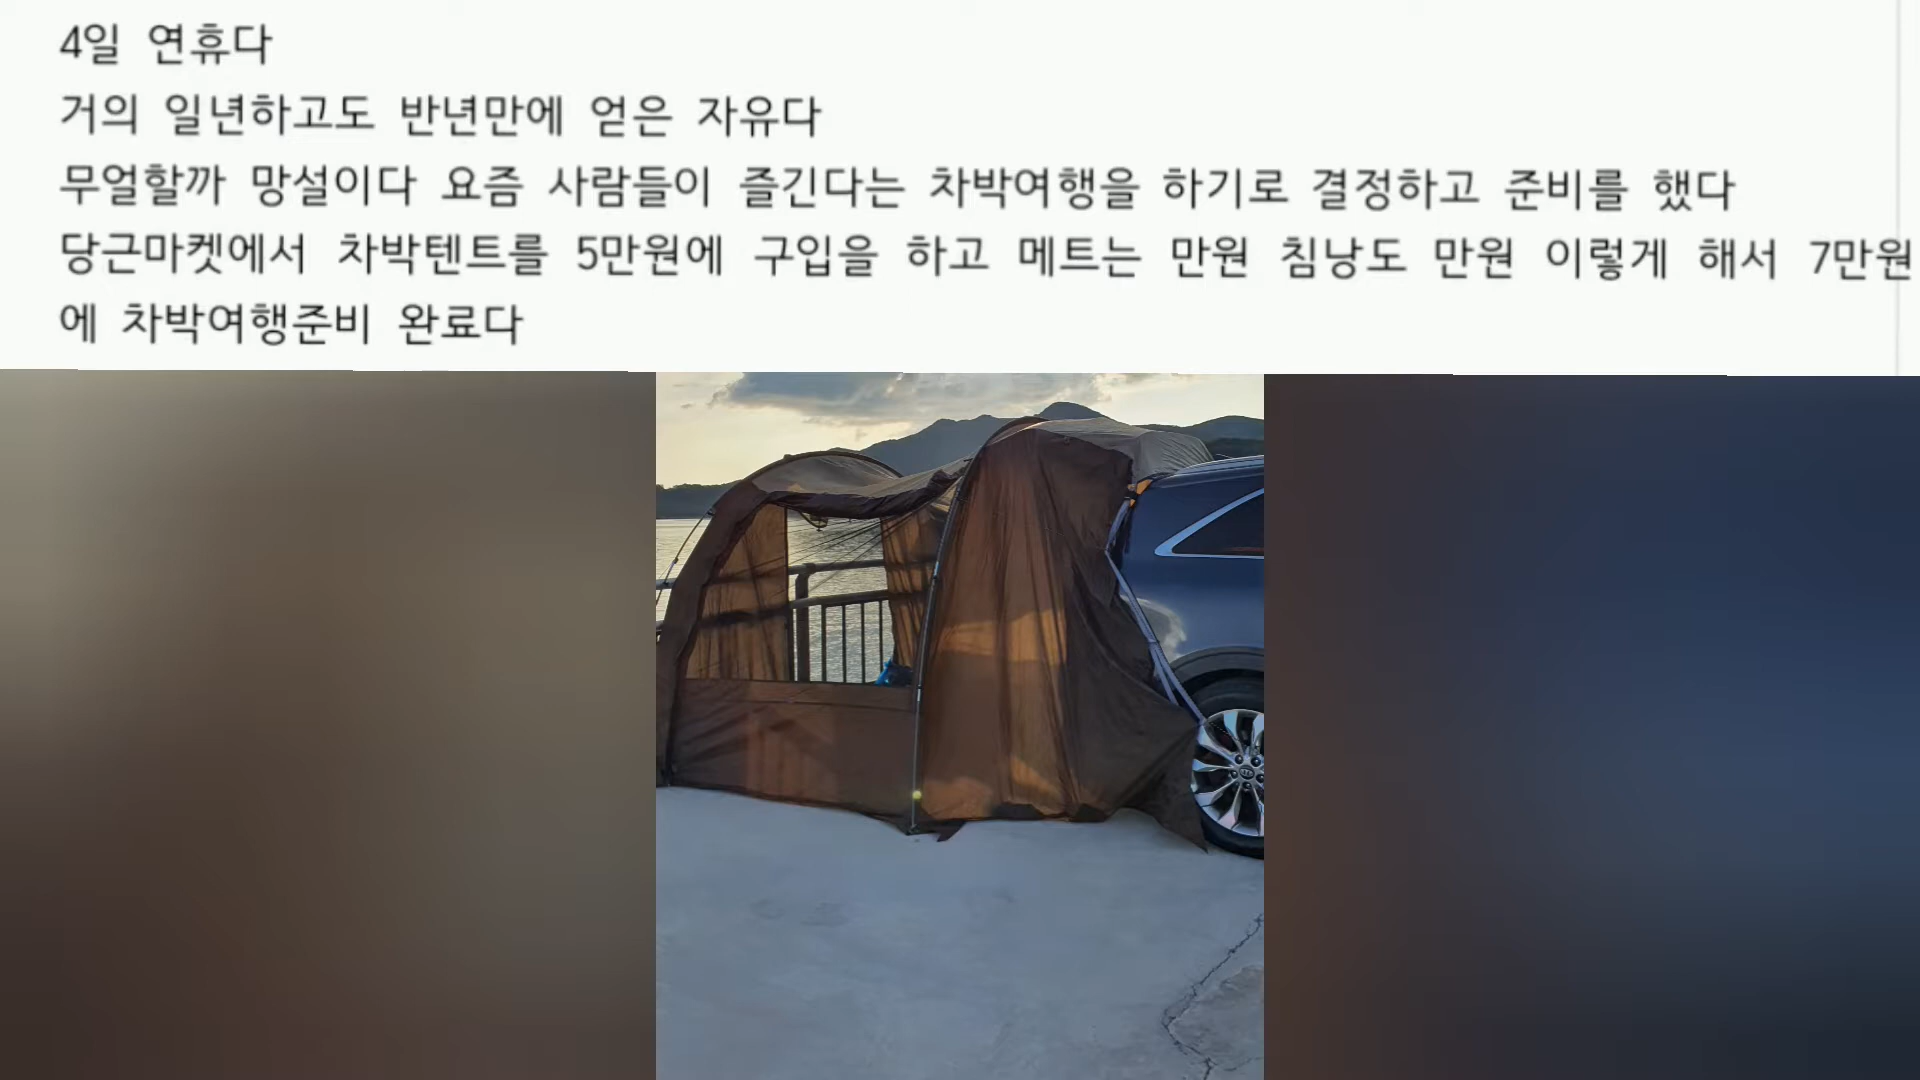 4일 연휴다
거의 일년하고도 반년만에 얻은 자유다
무얼할까 망설이다 요즘 사람들이 즐긴다는 차박여행을 하기로 결정하고 준비를 했다
당근마켓에서 차박텐트를 5만원에 구입을 하고 메트는 만원 침낭도 만원 이렇게 해서 7만원
에 차박여행준비 완료다